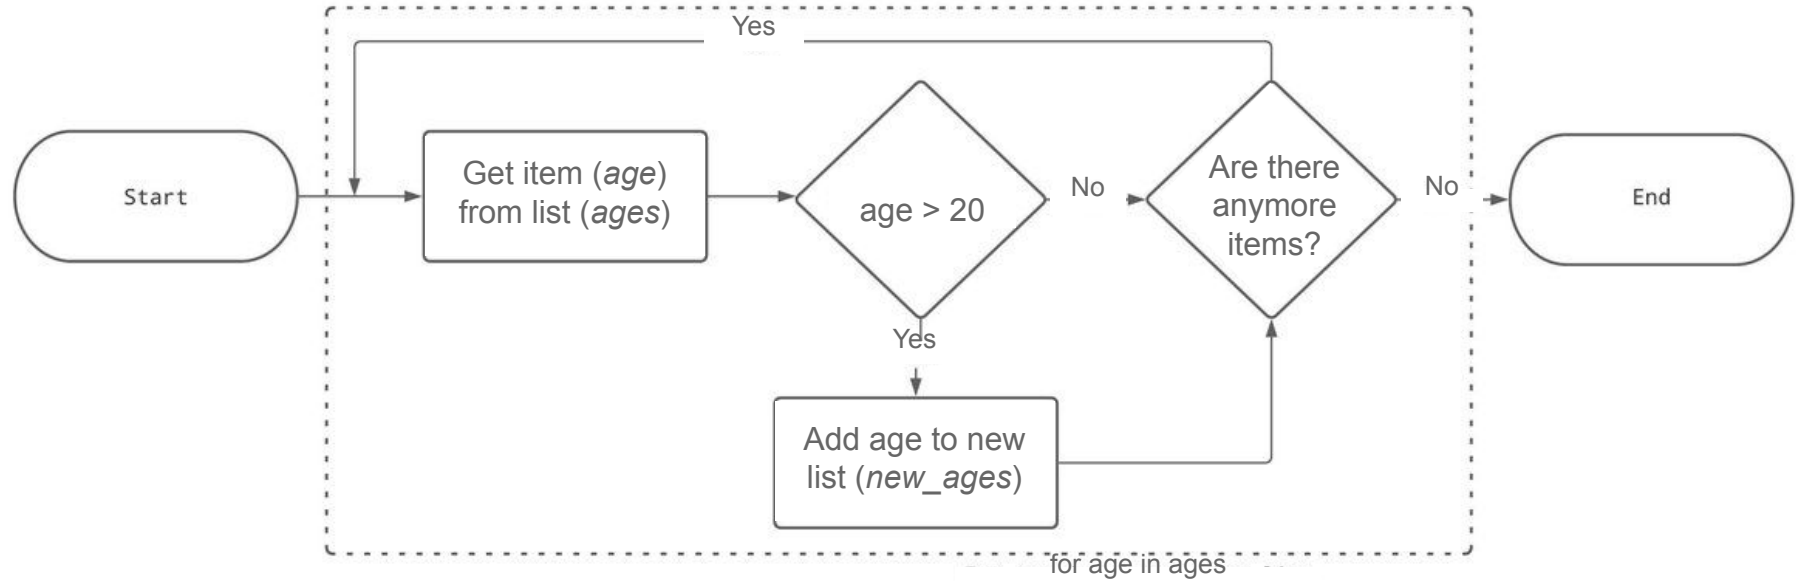 Yes
Start
Get item (age)
from list (ages)
age > 20
No
Are there
anymore
items?
No
End
Yes
Add age to new
list (new_ages)
for age in ages